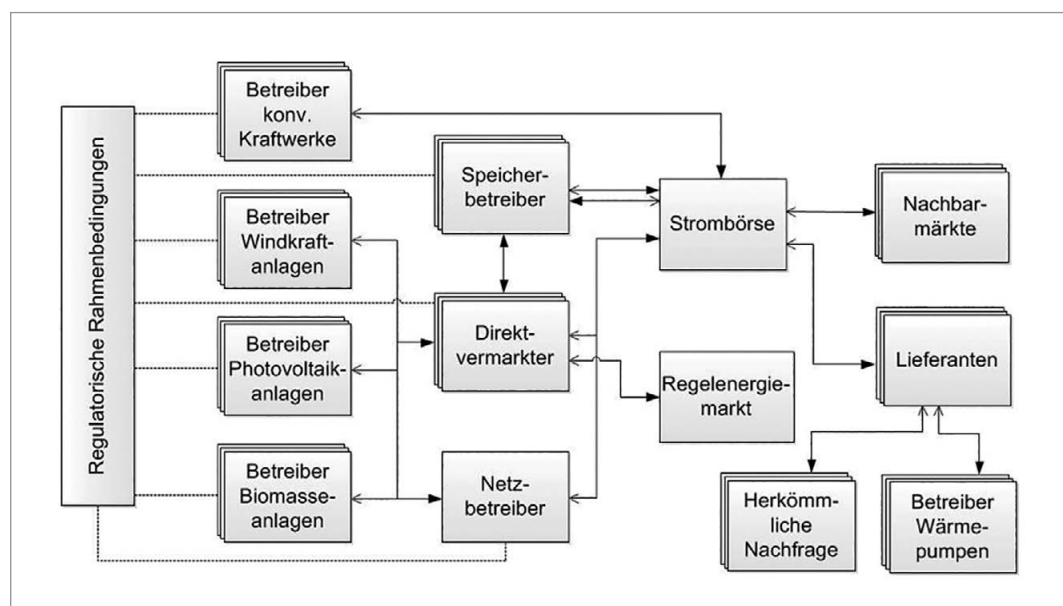 Regulatorische Rahmenbedingungen
Betreiber
konv.
Kraftwerke
Betreiber
Windkraft-
anlagen
Betreiber
Photovoltaik-
anlagen
Betreiber
Biomasse-
anlagen
Speicher-
betreiber
Direkt-
vermarkter
Netz-
betreiber
Strombörse
Regelenergie-
markt
Nachbar-
märkte
Lieferanten
Herkömm-
liche
Nachfrage
Betreiber
Wärme-
pumpen